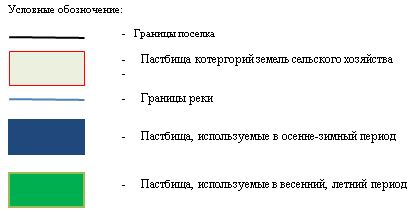 Условные обозначение:
- Границы поселка
- Пастбища котергорий земель сельского хозяйства
-
- Границы реки
- Пастбища, используемые в осенне-зимный период
- Пастбища, используемые в весенний, летний период